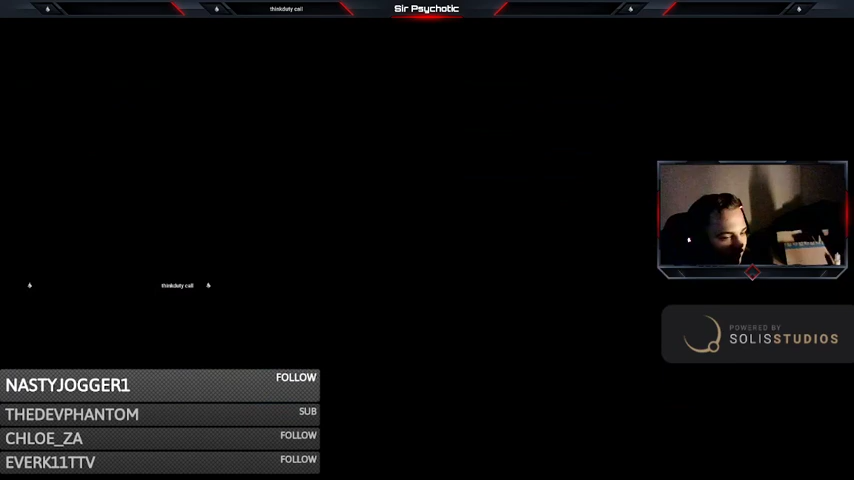 thinkduty call
Sir Psychotic
thinkduty call
POWERED BY
SOLISSTUDIOS
NASTYJOGGER1 FOLLOW
THEDEVPHANTOM SUB
CHLOE_ZA FOLLOW
EVERK11TTV FOLLOW